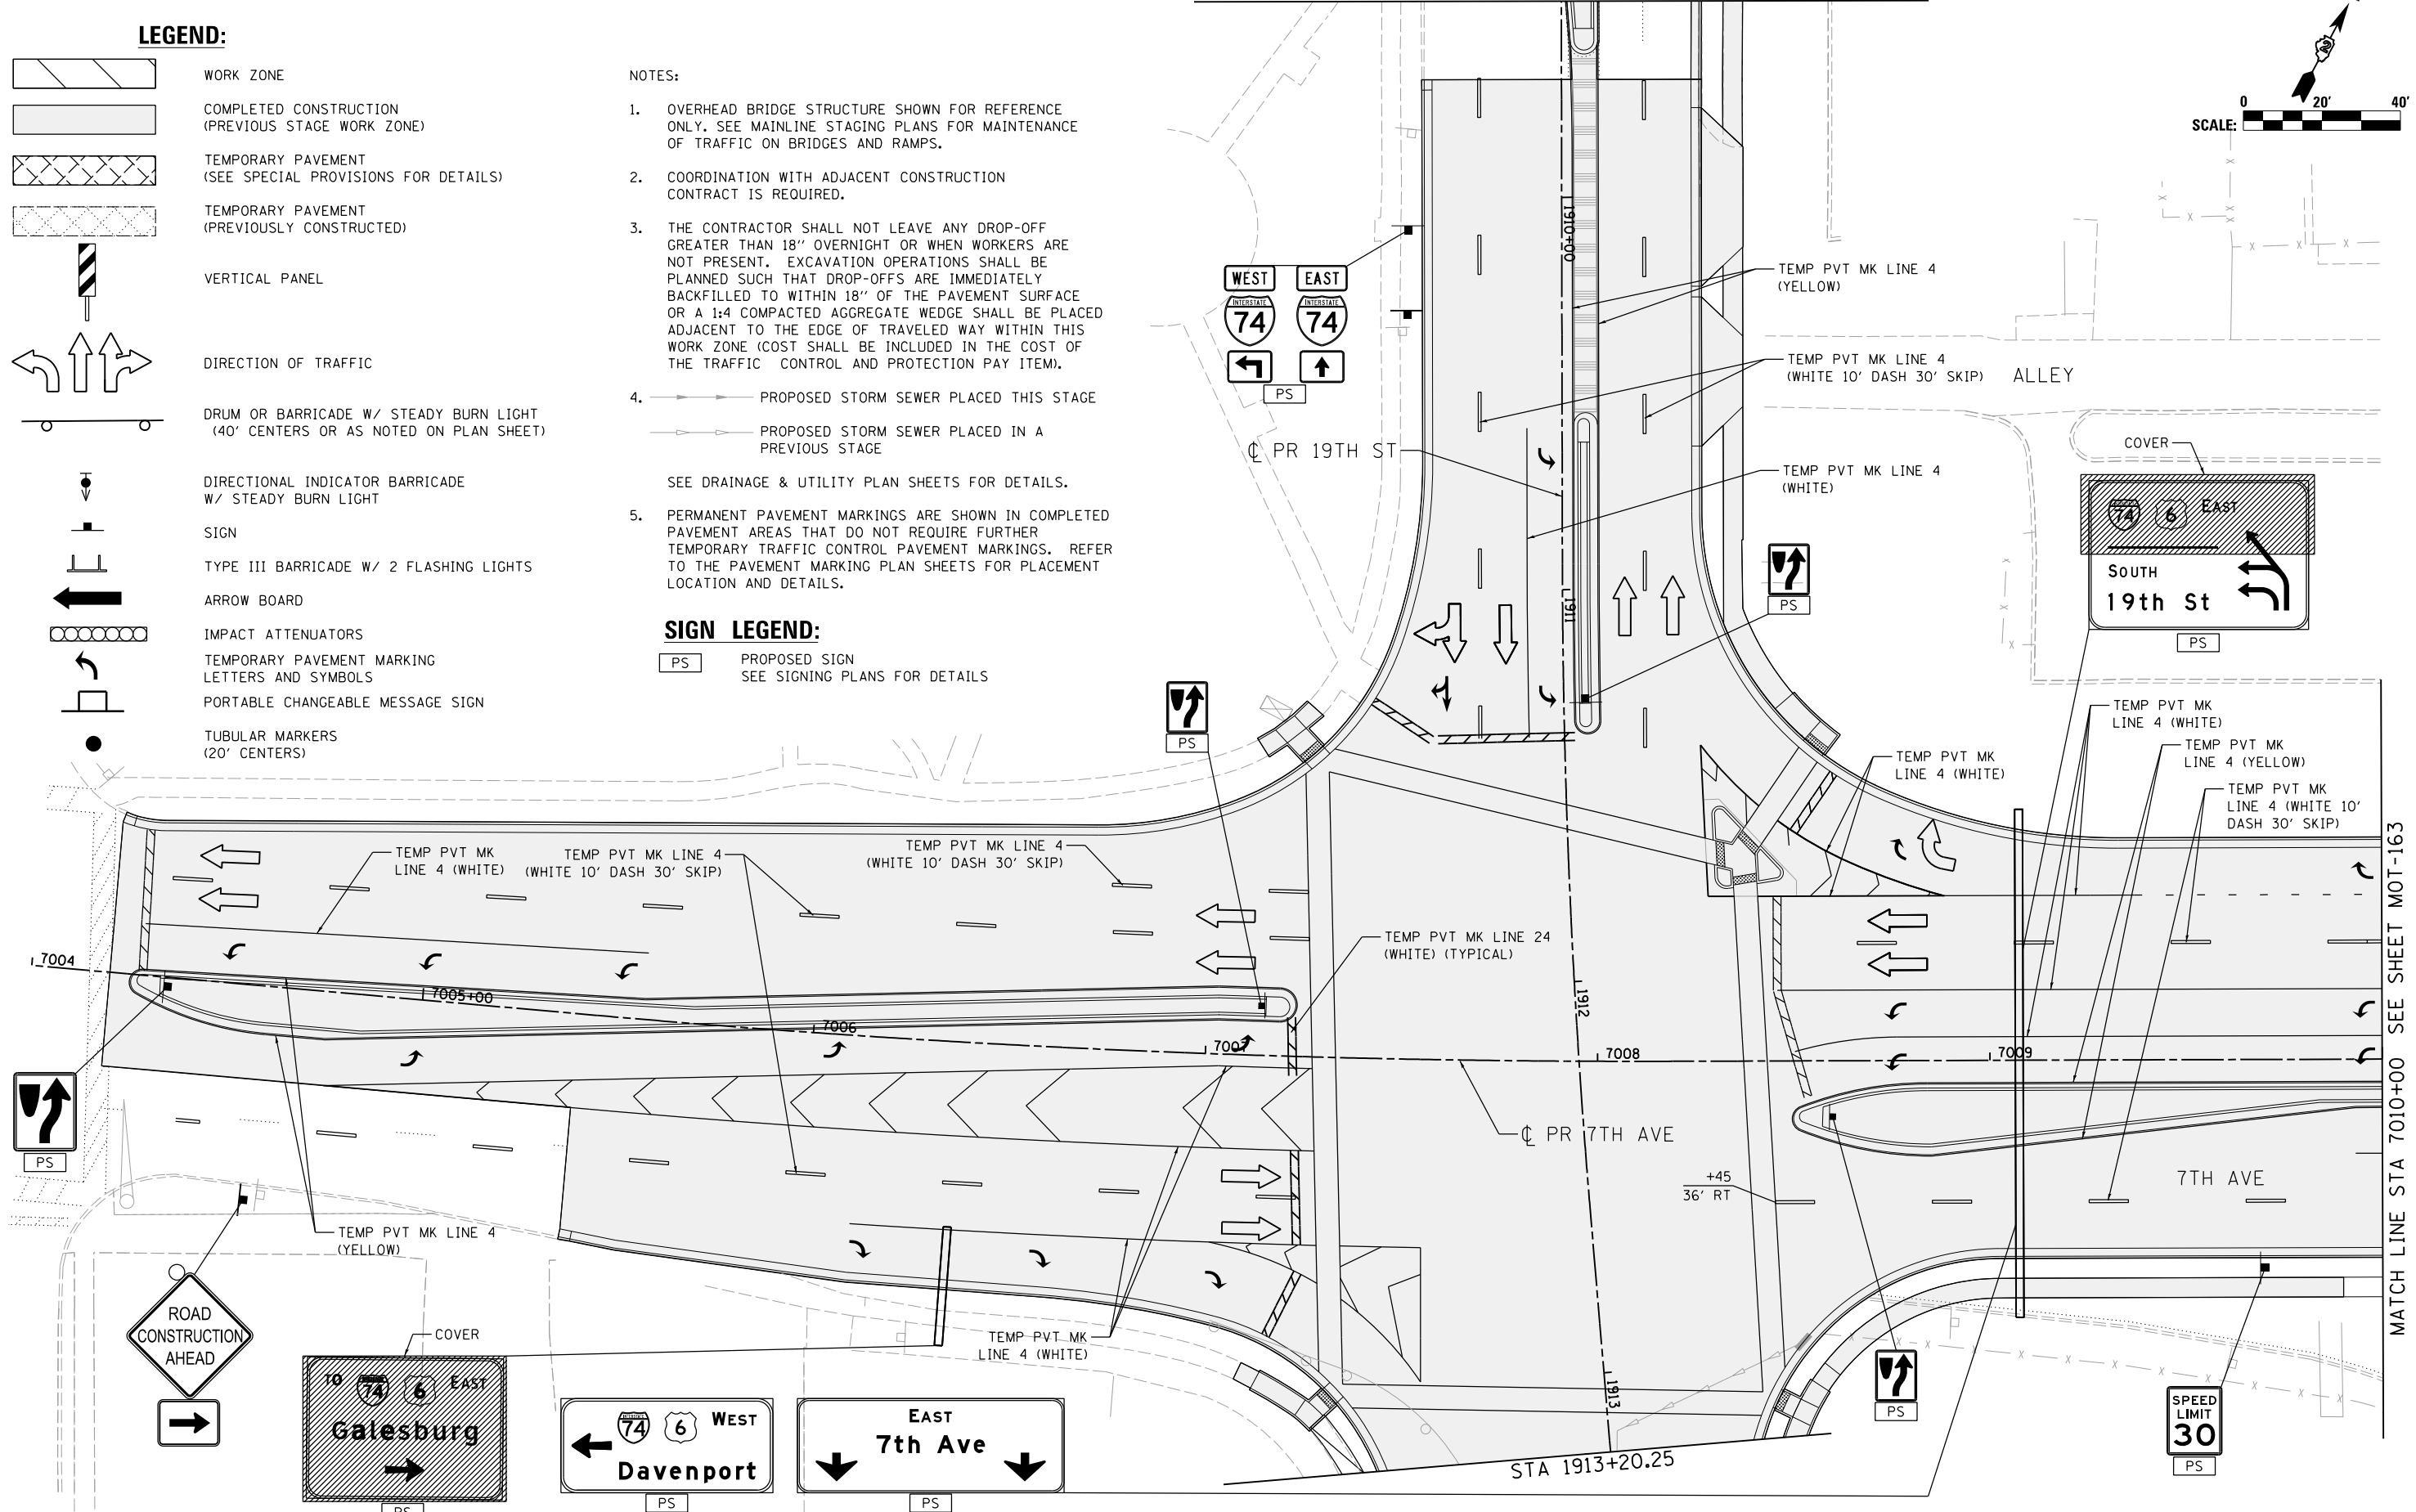 LEGEND:
WORK ZONE
COMPLETED CONSTRUCTION
(PREVIOUS STAGE WORK ZONE)
TEMPORARY PAVEMENT
(SEE SPECIAL PROVISIONS FOR DETAILS)
TEMPORARY PAVEMENT
(PREVIOUSLY CONSTRUCTED)
VERTICAL PANEL
DIRECTION OF TRAFFIC
DRUM OR BARRICADE W/ STEADY BURN LIGHT
(40' CENTERS OR AS NOTED ON PLAN SHEET)
DIRECTIONAL INDICATOR BARRICADE
W/ STEADY BURN LIGHT
SIGN
TYPE III BARRICADE W/ 2 FLASHING LIGHTS
ARROW BOARD
IMPACT ATTENUATORS
TEMPORARY PAVEMENT MARKING
LETTERS AND SYMBOLS
PORTABLE CHANGEABLE MESSAGE SIGN
TUBULAR MARKERS
(20' CENTERS)
NOTES:
1. OVERHEAD BRIDGE STRUCTURE SHOWN FOR REFERENCE
ONLY. SEE MAINLINE STAGING PLANS FOR MAINTENANCE
OF TRAFFIC ON BRIDGES AND RAMPS.
2. COORDINATION WITH ADJACENT CONSTRUCTION
CONTRACT IS REQUIRED.
3. THE CONTRACTOR SHALL NOT LEAVE ANY DROP-OFF
GREATER THAN 18'' OVERNIGHT OR WHEN WORKERS ARE
NOT PRESENT. EXCAVATION OPERATIONS SHALL BE
PLANNED SUCH THAT DROP-OFFS ARE IMMEDIATELY
BACKFILLED TO WITHIN 18'' OF THE PAVEMENT SURFACE
OR A 1:4 COMPACTED AGGREGATE WEDGE SHALL BE PLACED
ADJACENT TO THE EDGE OF TRAVELED WAY WITHIN THIS
WORK ZONE (COST SHALL BE INCLUDED IN THE COST OF
THE TRAFFIC CONTROL AND PROTECTION PAY ITEM).
4. PROPOSED STORM SEWER PLACED THIS STAGE
PROPOSED STORM SEWER PLACED IN A
PREVIOUS STAGE
SEE DRAINAGE & UTILITY PLAN SHEETS FOR DETAILS.
5. PERMANENT PAVEMENT MARKINGS ARE SHOWN IN COMPLETED
PAVEMENT AREAS THAT DO NOT REQUIRE FURTHER
TEMPORARY TRAFFIC CONTROL PAVEMENT MARKINGS. REFER
TO THE PAVEMENT MARKING PLAN SHEETS FOR PLACEMENT
LOCATION AND DETAILS.
SIGN LEGEND:
PS PROPOSED SIGN
SEE SIGNING PLANS FOR DETAILS
2
0 20' 40'
SCALE:
WEST EAST
INTERSTATE INTERSTATE
74 74
PS
1910+00
TEMP PVT MK LINE 4
(YELLOW)
TEMP PVT MK LINE 4
(WHITE 10' DASH 30' SKIP)
ALLEY
℄ PR 19TH ST
TEMP PVT MK LINE 4
(WHITE)
COVER
74 6 EAST
SOUTH
19th St
PS
1911
PS
PS
TEMP PVT MK
LINE 4 (WHITE)
TEMP PVT MK
LINE 4 (YELLOW)
TEMP PVT MK
LINE 4 (WHITE 10'
DASH 30' SKIP)
TEMP PVT MK
LINE 4 (WHITE)
TEMP PVT MK
LINE 4 (WHITE)
TEMP PVT MK LINE 4
(WHITE 10' DASH 30' SKIP)
TEMP PVT MK LINE 4
(WHITE 10' DASH 30' SKIP)
TEMP PVT MK LINE 24
(WHITE) (TYPICAL)
7004
7005+00
7006
7007
7008
7009
1912
℄ PR 7TH AVE
+45
36' RT
7TH AVE
MATCH LINE STA 7010+00 SEE SHEET MOT-163
PS
TEMP PVT MK LINE 4
(YELLOW)
ROAD
CONSTRUCTION
AHEAD
COVER
TO 74 6 EAST
Galesburg
PS
TEMP PVT MK
LINE 4 (WHITE)
INTERSTATE
74 6 WEST
Davenport
PS
EAST
7th Ave
PS
1913
STA 1913+20.25
PS
SPEED
LIMIT
30
PS